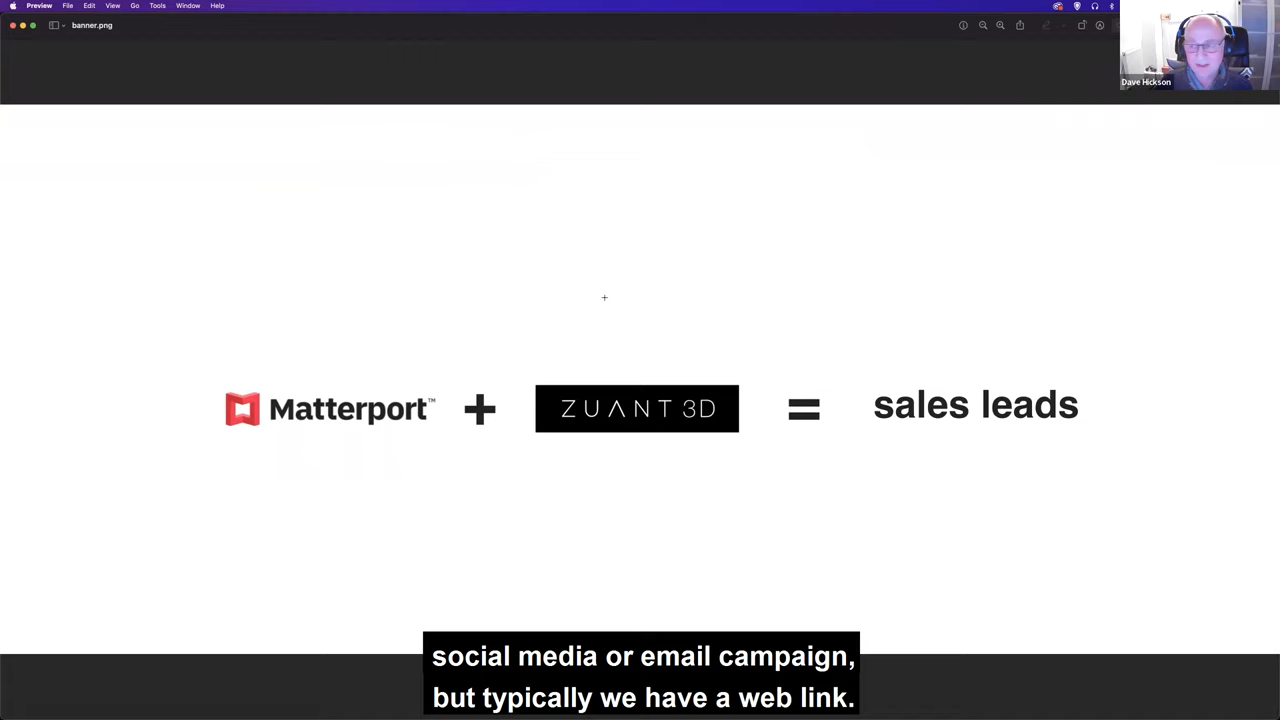 Preview File Edit View Go Tools Window Help
banner.png
Dave Hickson
Matterport™ + ZUANT 3D = sales leads
social media or email campaign,
but typically we have a web link.